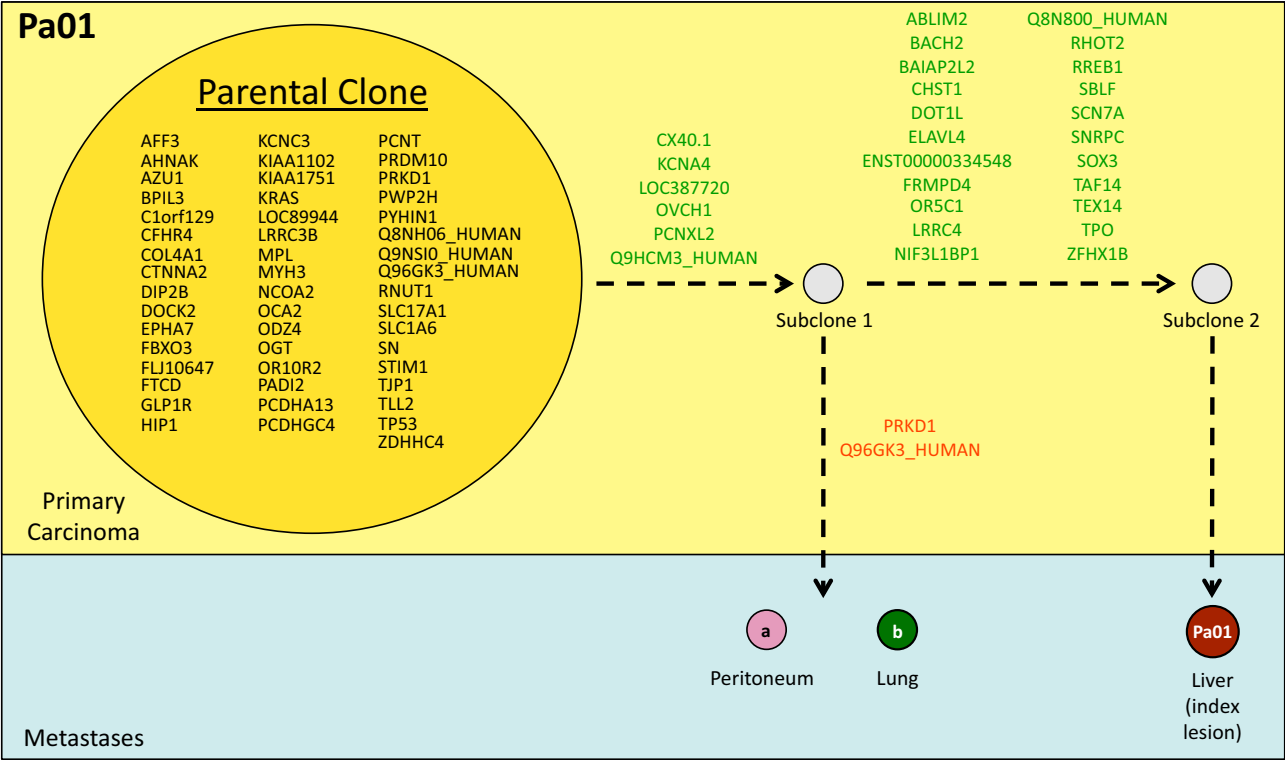 Pa01
Parental Clone
AFF3
AHNAK
AZU1
BPIL3
C1orf129
CFHR4
COL4A1
CTNNA2
DIP2B
DOCK2
EPHA7
FBXO3
FLJ10647
FTCD
GLP1R
HIP1
KCNC3
KIAA1102
KIAA1751
KRAS
LOC89944
LRRC3B
MPL
MYH3
NCOA2
OCA2
ODZ4
OGT
OR10R2
PADI2
PCDHA13
PCDHGC4
PCNT
PRDM10
PRKD1
PWP2H
PYHIN1
Q8NH06_HUMAN
Q9NSI0_HUMAN
Q96GK3_HUMAN
RNUT1
SLC17A1
SLC1A6
SN
STIM1
TJP1
TLL2
TP53
ZDHHC4
CX40.1
KCNA4
LOC387720
OVCH1
PCNXL2
Q9HCM3_HUMAN
ABLIM2
BACH2
BAIAP2L2
CHST1
DOT1L
ELAVL4
ENST00000334548
FRMPD4
OR5C1
LRRC4
NIF3L1BP1
Q8N800_HUMAN
RHOT2
RREB1
SBLF
SCN7A
SNRPC
SOX3
TAF14
TEX14
TPO
ZFHX1B
Subclone 1
Subclone 2
PRKD1
Q96GK3_HUMAN
Primary
Carcinoma
a
b
Pa01
Peritoneum
Lung
Liver
(index
lesion)
Metastases